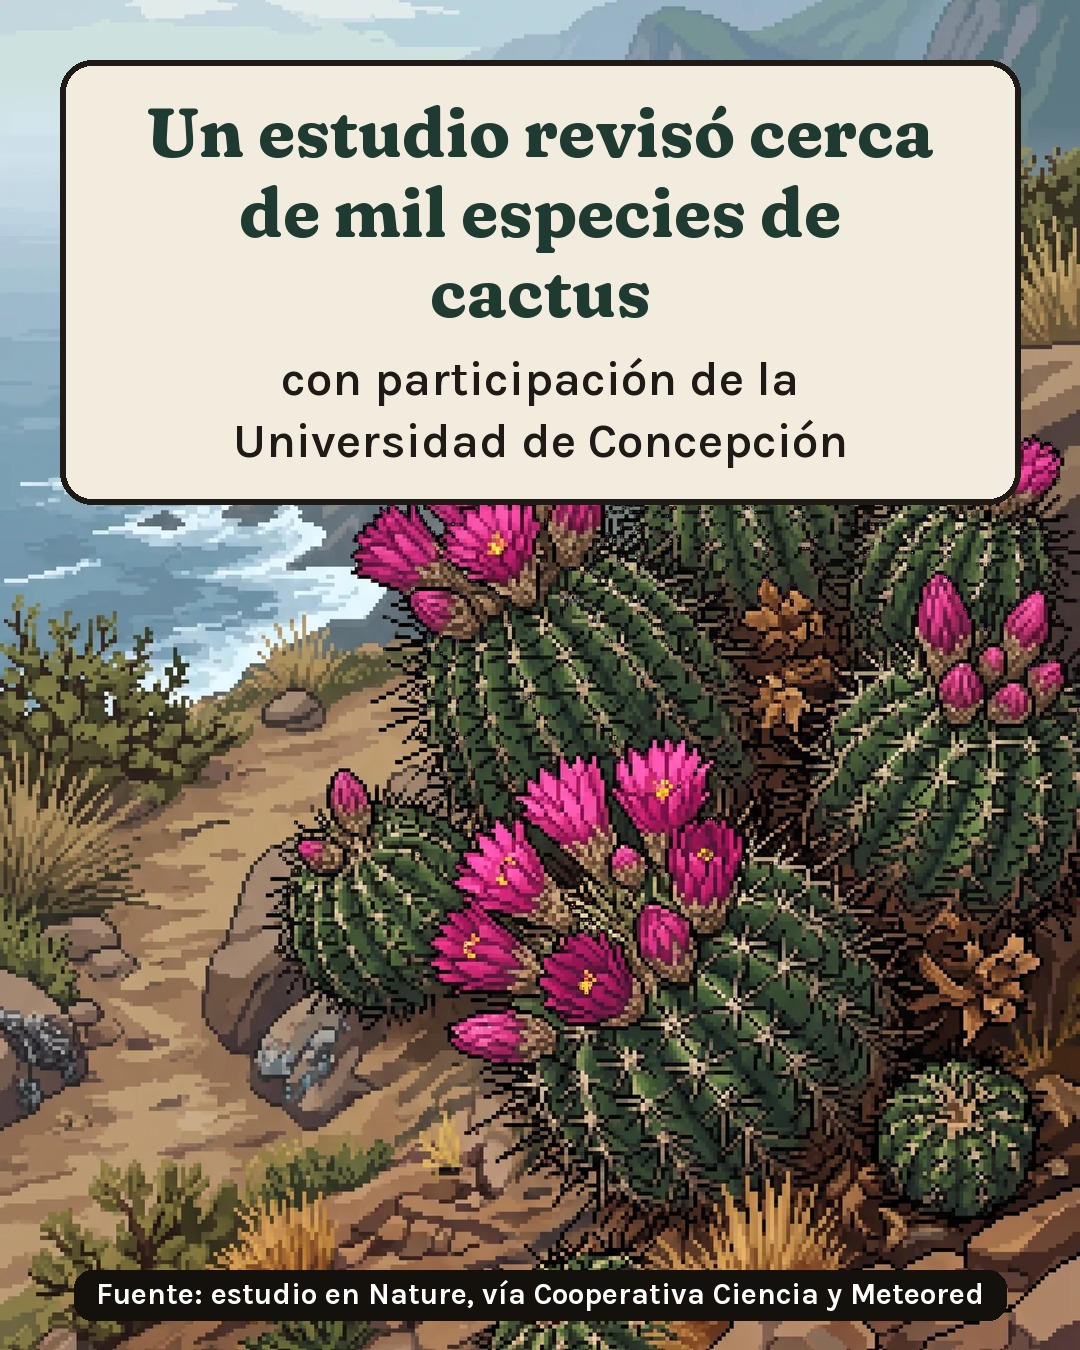 Un estudio revisó cerca
de mil especies de
cactus
con participación de la
Universidad de Concepción
Fuente: estudio en Nature, vía Cooperativa Ciencia y Meteored